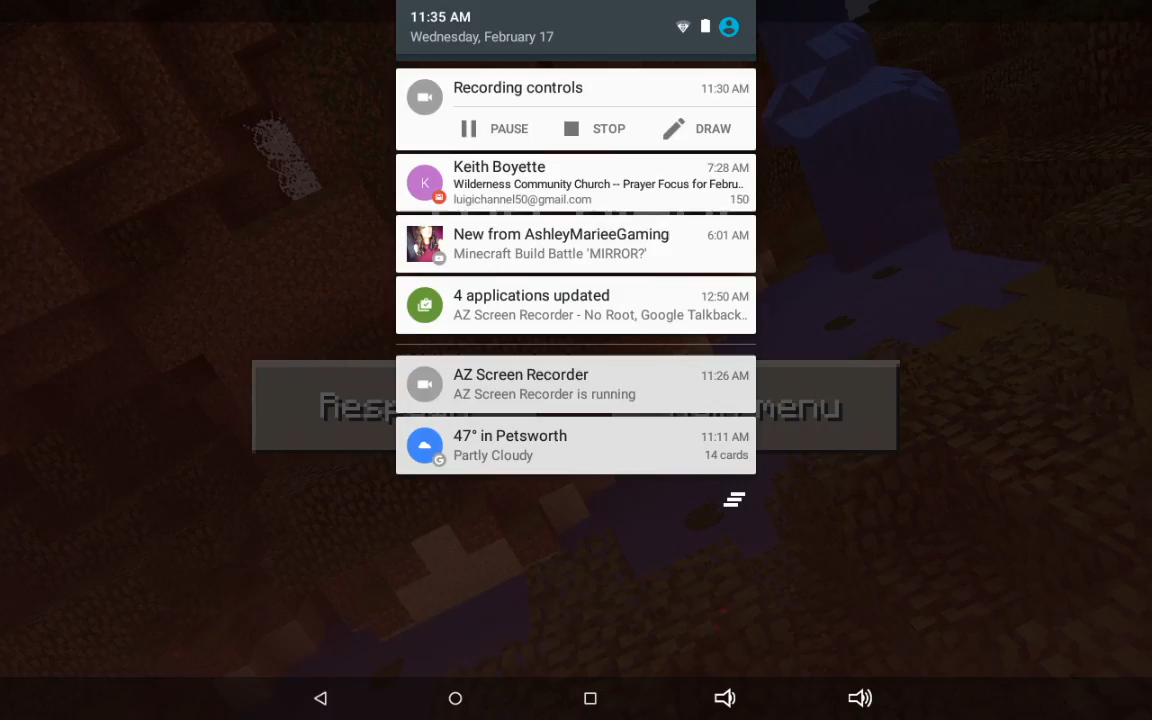 11:35 AM
Wednesday, February 17
Recording controls 11:30 AM
PAUSE STOP DRAW
Keith Boyette 7:28 AM
K
Wilderness Community Church -- Prayer Focus for Febru..
luigichannel50@gmail.com 150
New from AshleyMarieeGaming 6:01 AM
Minecraft Build Battle 'MIRROR?'
4 applications updated 12:50 AM
AZ Screen Recorder - No Root, Google Talkback..
AZ Screen Recorder 11:26 AM
AZ Screen Recorder is running
menu
47° in Petsworth 11:11 AM
G
Partly Cloudy 14 cards